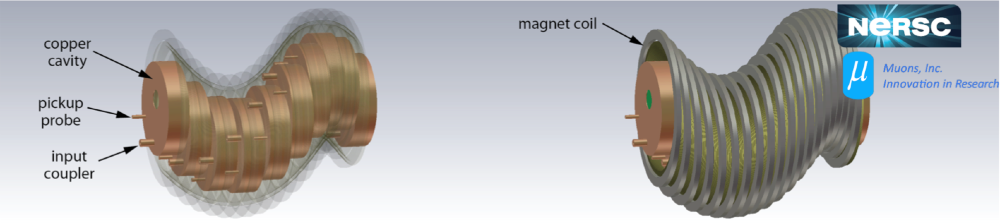 copper
cavity
pickup
probe
input
coupler
magnet coil
NeRSC
μ
Muons, Inc.
Innovation in Research